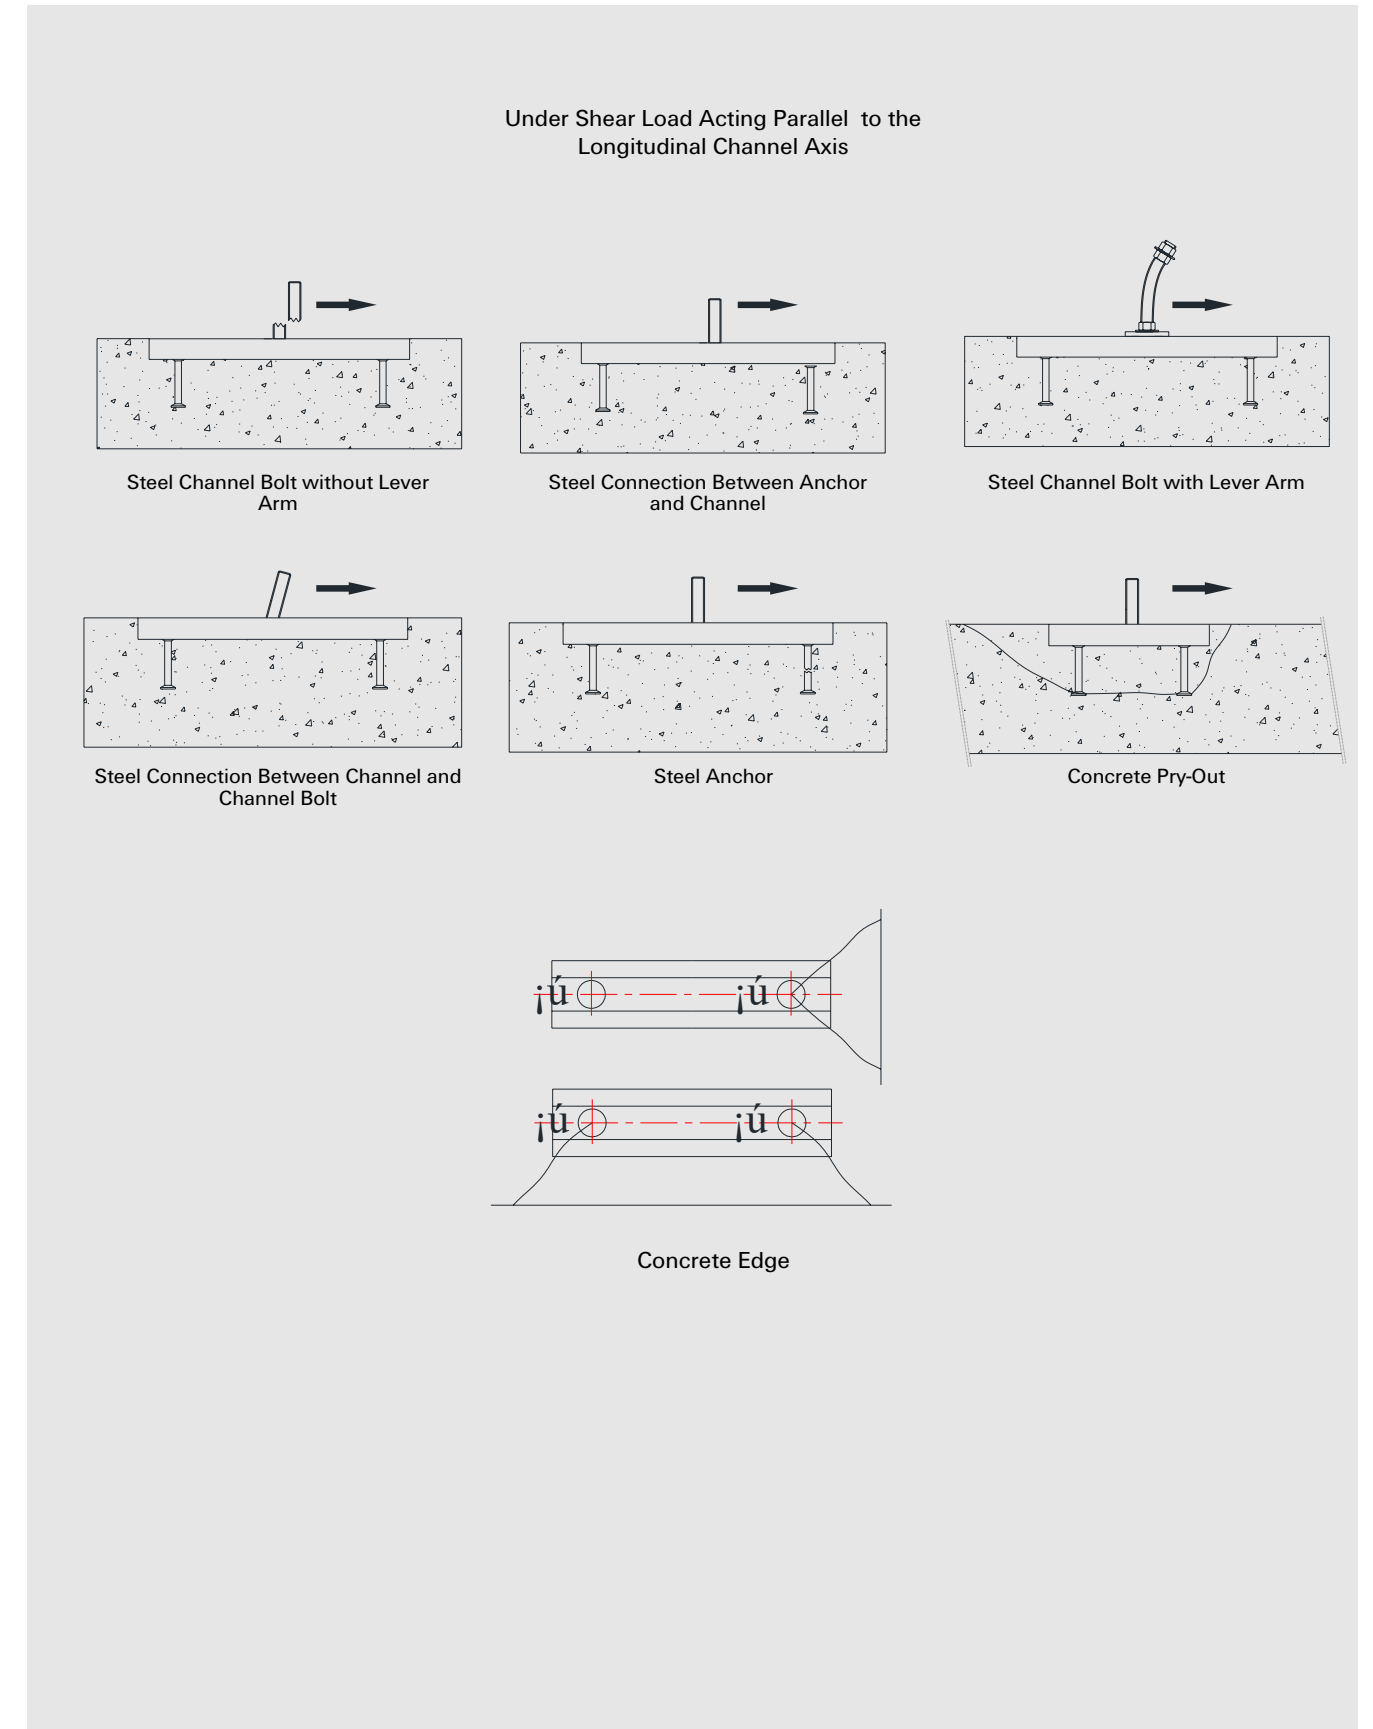 Under Shear Load Acting Parallel to the
Longitudinal Channel Axis
Steel Channel Bolt without Lever
Arm
Steel Connection Between Anchor
and Channel
Steel Channel Bolt with Lever Arm
Steel Connection Between Channel and
Channel Bolt
Steel Anchor
Concrete Pry-Out
¡ú ¡ú
¡ú ¡ú
Concrete Edge